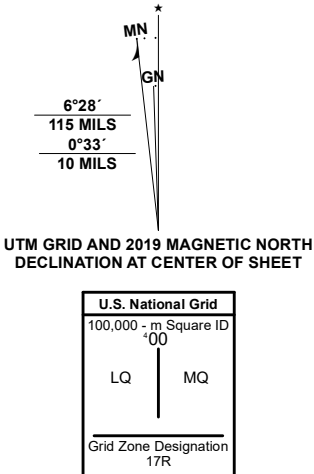 ★
MN
GN
6°28´
115 MILS
0°33´
10 MILS
UTM GRID AND 2019 MAGNETIC NORTH
DECLINATION AT CENTER OF SHEET
U.S. National Grid
100,000 - m Square ID
⁴00
LQ MQ
Grid Zone Designation
17R